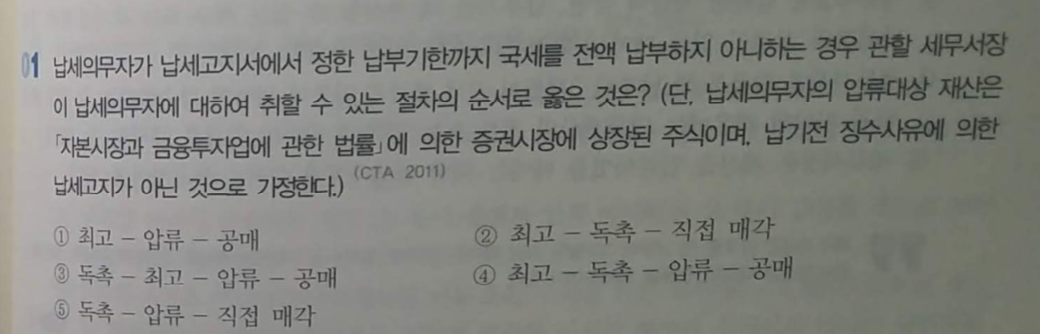 01 납세의무자가 납세고지서에서 정한 납부기한까지 국세를 전액 납부하지 아니하는 경우 관할 세무서장
이 납세의무자에 대하여 취할 수 있는 절차의 순서로 옳은 것은? (단, 납세의무자의 압류대상 재산은
「자본시장과 금융투자업에 관한 법률」에 의한 증권시장에 상장된 주식이며, 납기전 징수사유에 의한
납세고지가 아닌 것으로 가정한다.) (CTA 2011)
① 최고 - 압류 - 공매 ② 최고 - 독촉 - 직접 매각
③ 독촉 - 최고 - 압류 - 공매 ④ 최고 - 독촉 - 압류 - 공매
⑤ 독촉 - 압류 - 직접 매각